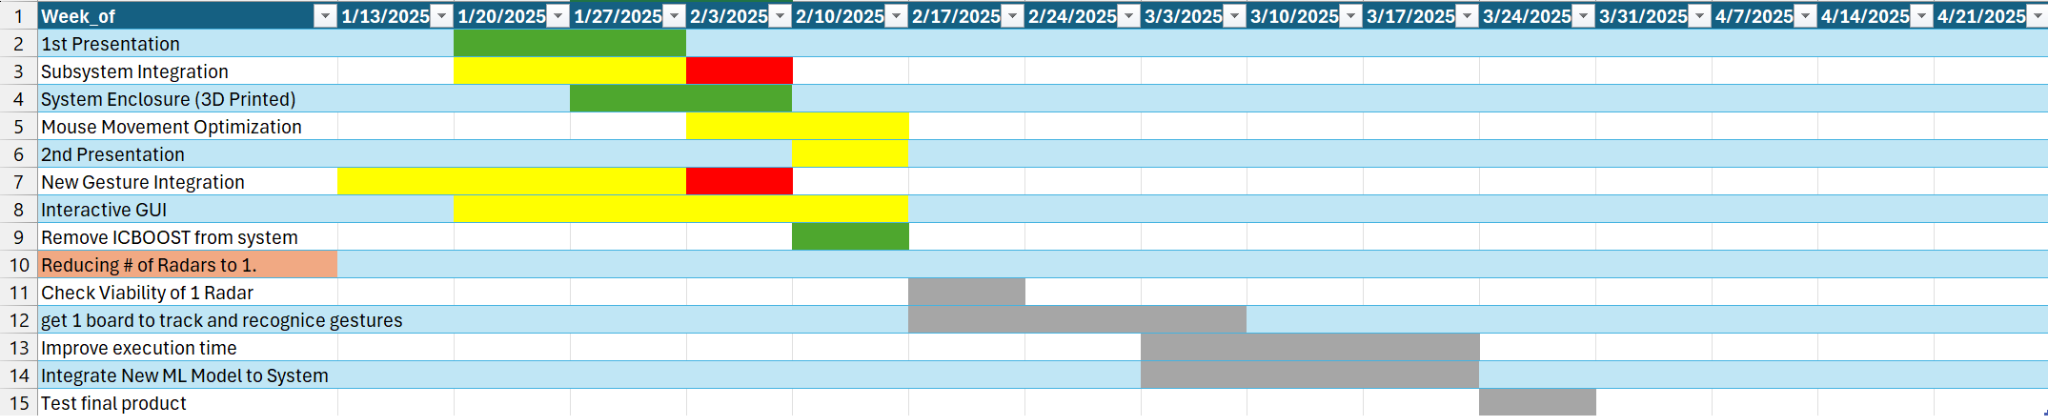 1 Week_of 1/13/2025 1/20/2025 1/27/2025 2/3/2025 2/10/2025 2/17/2025 2/24/2025 3/3/2025 3/10/2025 3/17/2025 3/24/2025 3/31/2025 4/7/2025 4/14/2025 4/21/2025
2 1st Presentation
3 Subsystem Integration
4 System Enclosure (3D Printed)
5 Mouse Movement Optimization
6 2nd Presentation
7 New Gesture Integration
8 Interactive GUI
9 Remove ICBOOST from system
10 Reducing # of Radars to 1.
11 Check Viability of 1 Radar
12 get 1 board to track and recognice gestures
13 Improve execution time
14 Integrate New ML Model to System
15 Test final product